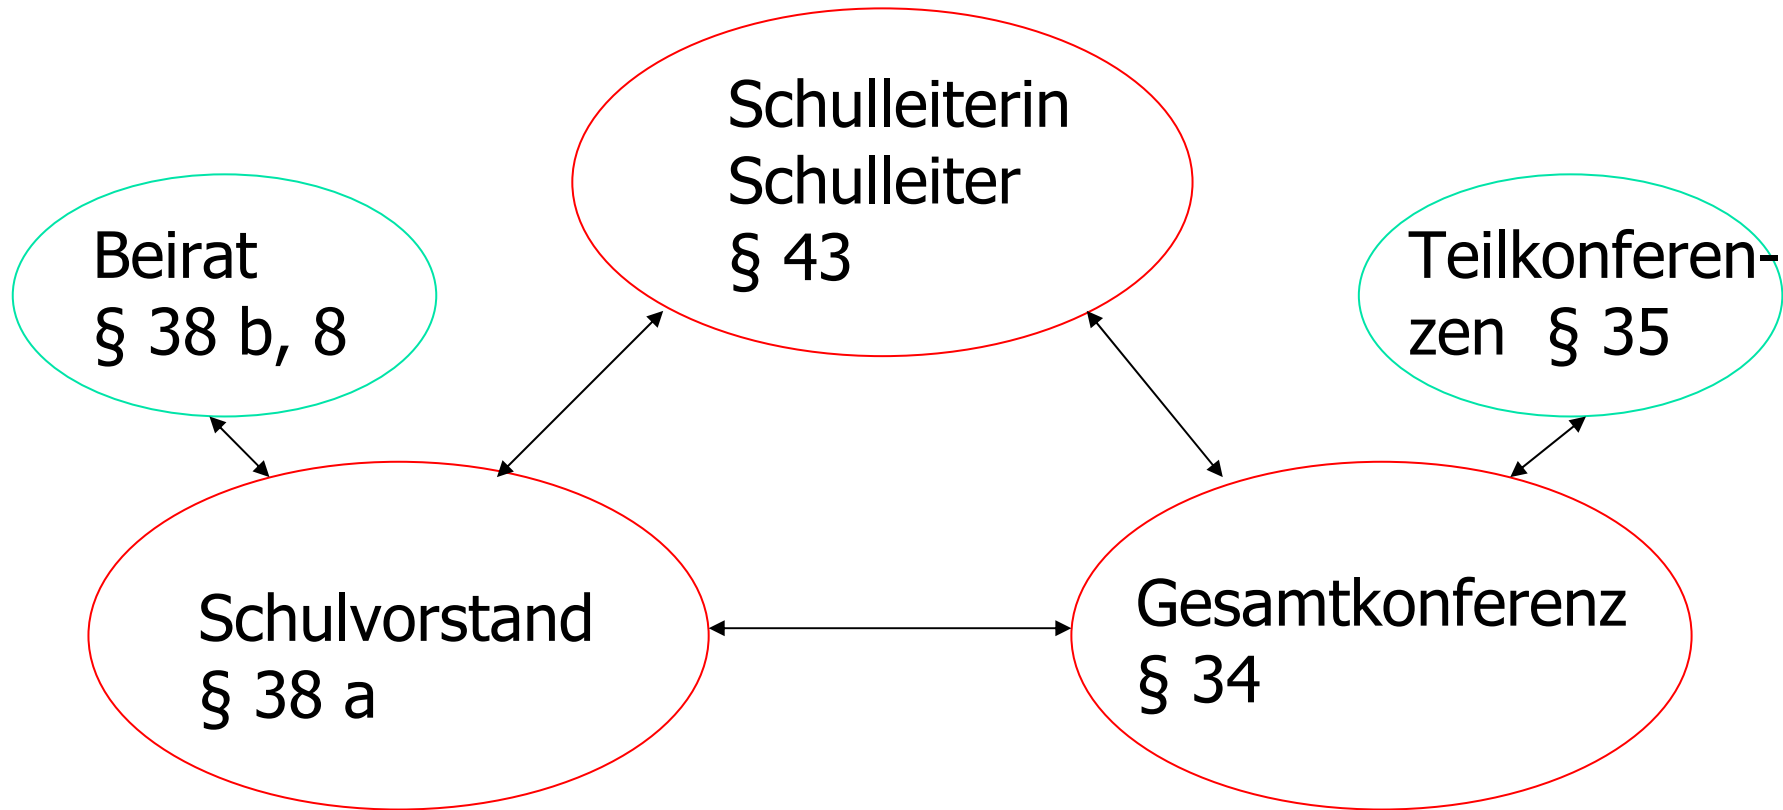 Schulleiterin
Schulleiter
§ 43
Beirat
§ 38 b, 8
Teilkonferen-
zen § 35
Schulvorstand
§ 38 a
Gesamtkonferenz
§ 34